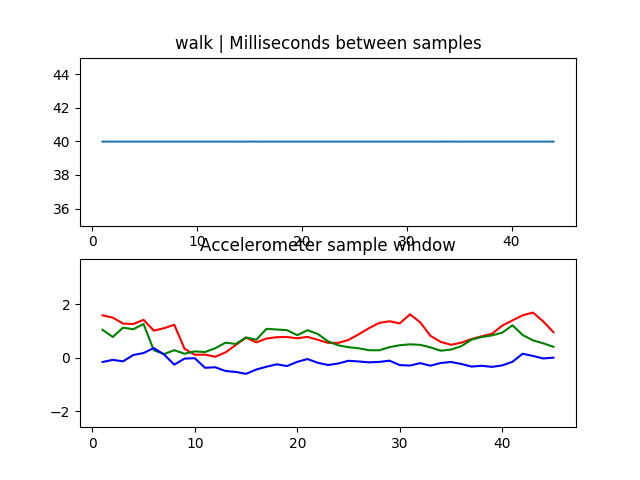 walk | Milliseconds between samples
44
42
40
38
36
0 10 20 30 40
Accelerometer sample window
2
0
−2
0 10 20 30 40